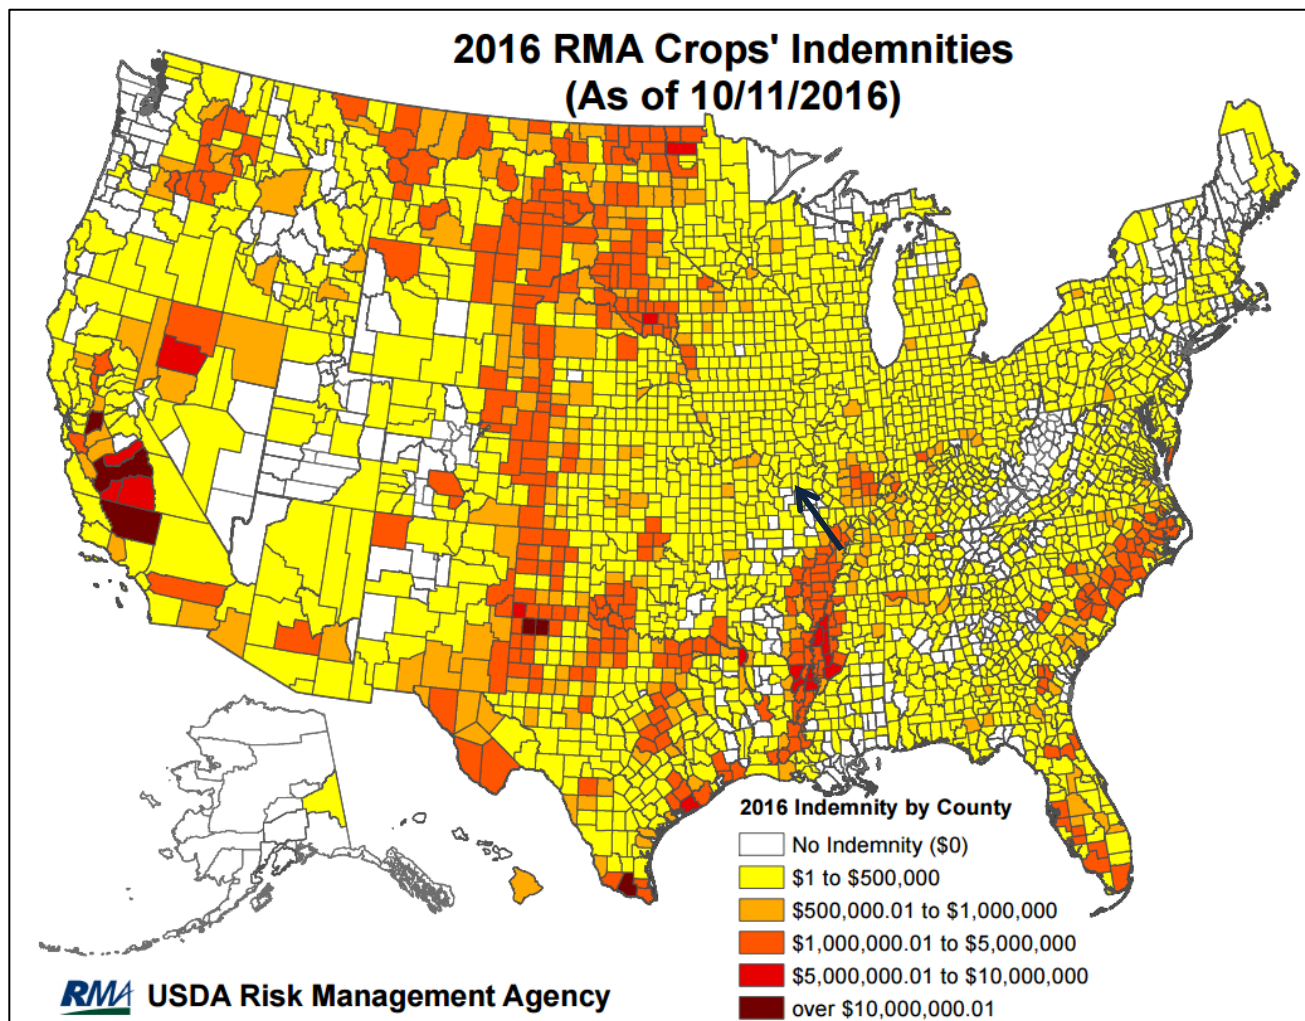 2016 RMA Crops' Indemnities
(As of 10/11/2016)
2016 Indemnity by County
No Indemnity ($0)
$1 to $500,000
$500,000.01 to $1,000,000
$1,000,000.01 to $5,000,000
$5,000,000.01 to $10,000,000
over $10,000,000.01
RMA USDA Risk Management Agency